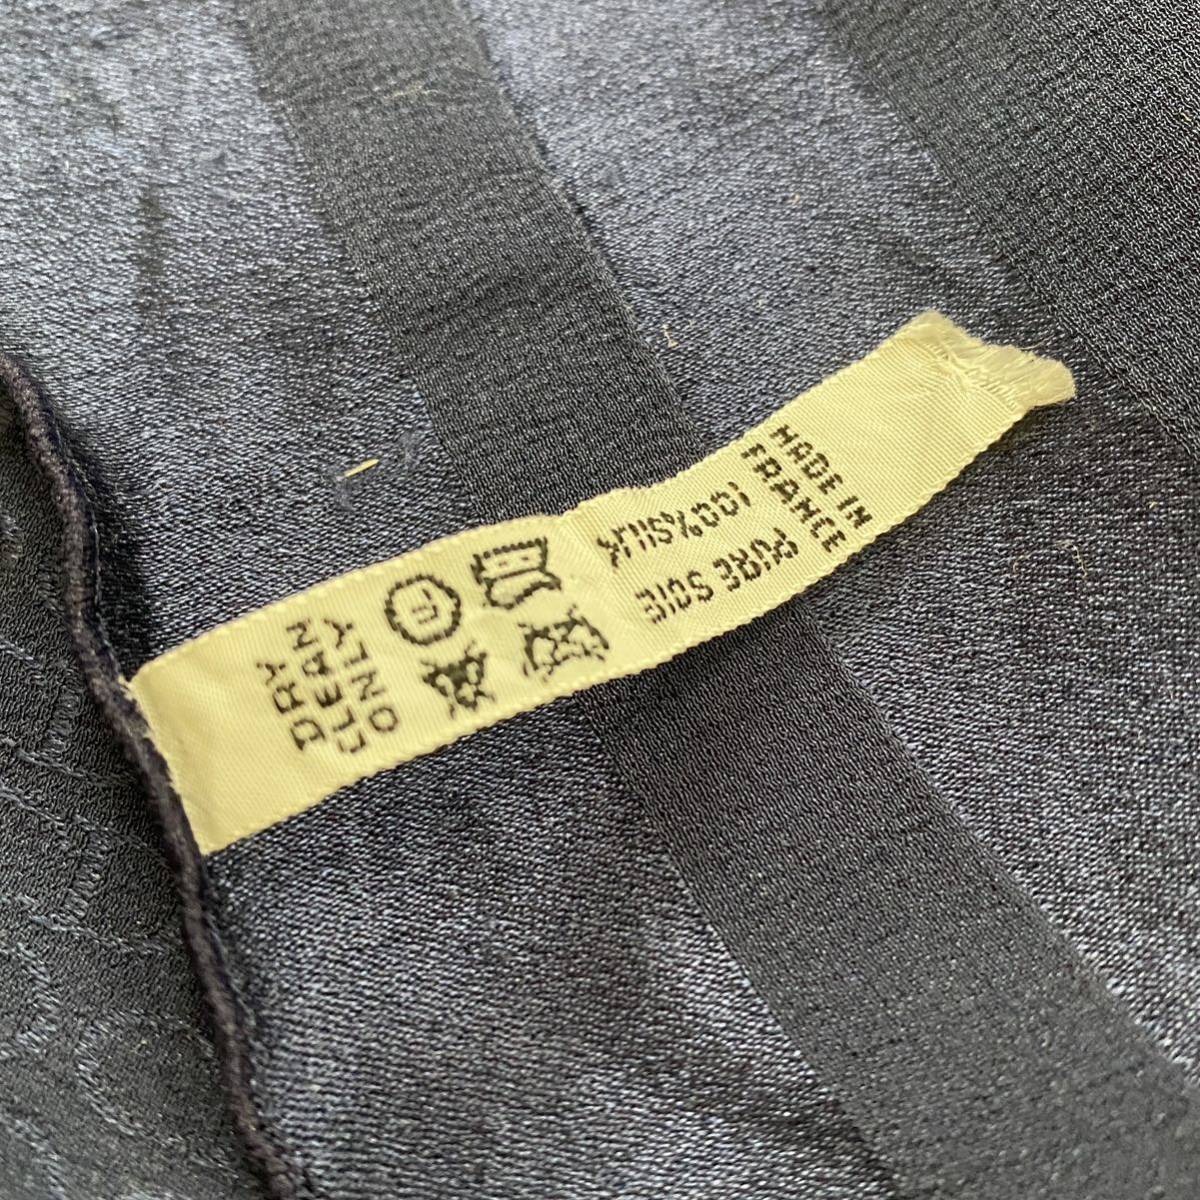 MADE IN
FRANCE
PURE SOIE
100%SILK
DRY
CLEAN
ONLY